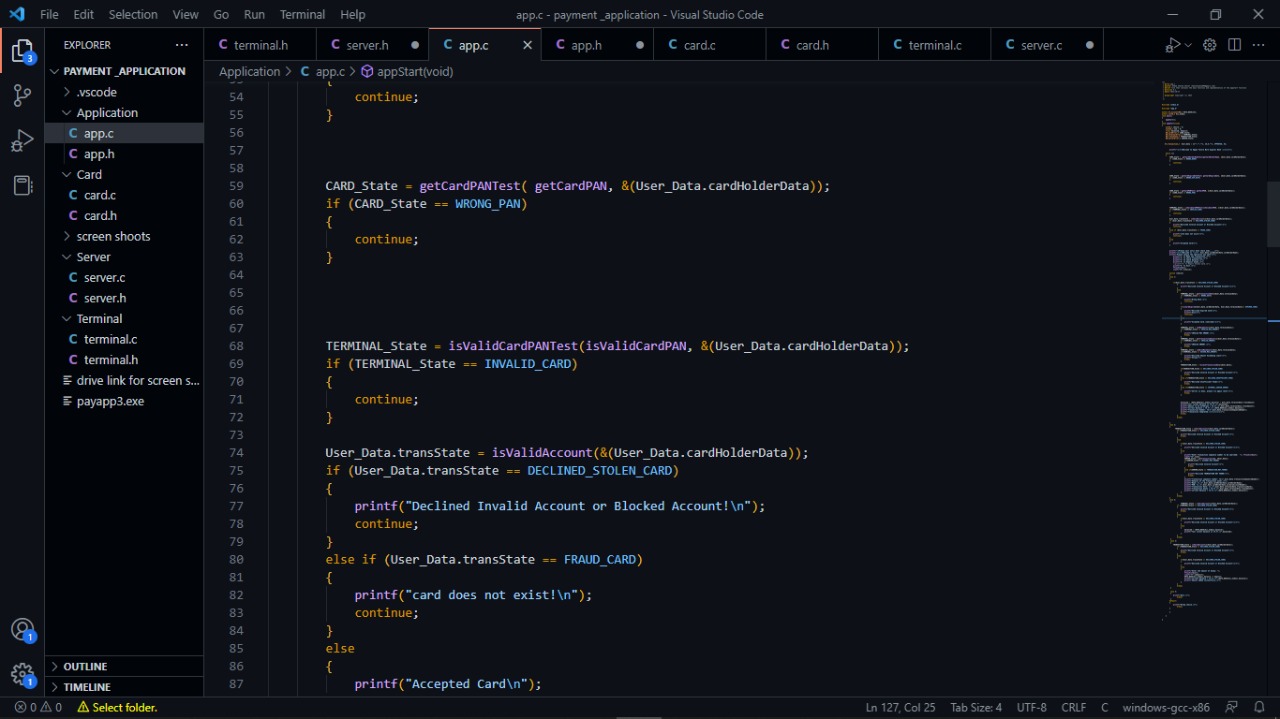 File Edit Selection View Go Run Terminal Help app.c - payment _application - Visual Studio Code
EXPLORER
terminal.h server.h app.c app.h card.c card.h terminal.c server.c
PAYMENT _APPLICATION
Application > app.c > appStart(void)
.vscode
Application
app.c
app.h
Card
card.c
card.h
screen shoots
Server
server.c
server.h
Terminal
terminal.c
terminal.h
drive link for screen s...
payapp3.exe
OUTLINE
TIMELINE
3
1
1
{
54 continue;
55 }
56
57
58
59 CARD_State = getCardPANTest( getCardPAN, &(User_Data.cardHolderData));
60 if (CARD_State == WRONG_PAN)
61 {
62 continue;
63 }
64
65
66
67
68 TERMINAL_State = isValidCardPANTest(isValidCardPAN, &(User_Data.cardHolderData));
69 if (TERMINAL_State == INVALID_CARD)
70 {
71 continue;
72 }
73
74 User_Data.transState = isValidAccount(&(User_Data.cardHolderData));
75 if (User_Data.transState == DECLINED_STOLEN_CARD)
76 {
77 printf("Declined Invalid Account or Blocked Account!\n");
78 continue;
79 }
80 else if (User_Data.transState == FRAUD_CARD)
81 {
82 printf("card does not exist!\n");
83 continue;
84 }
85 else
86 {
87 printf("Accepted Card\n");
0 0 Select folder. Ln 127, Col 25 Tab Size: 4 UTF-8 CRLF C windows-gcc-x86